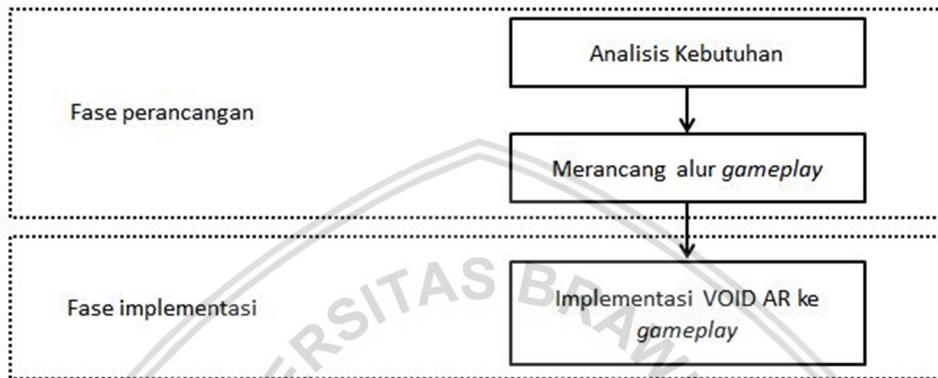 Analisis Kebutuhan
Fase perancangan
Merancang alur gameplay
Fase implementasi
Implementasi VOID AR ke
gameplay
ERSITAS BRAW